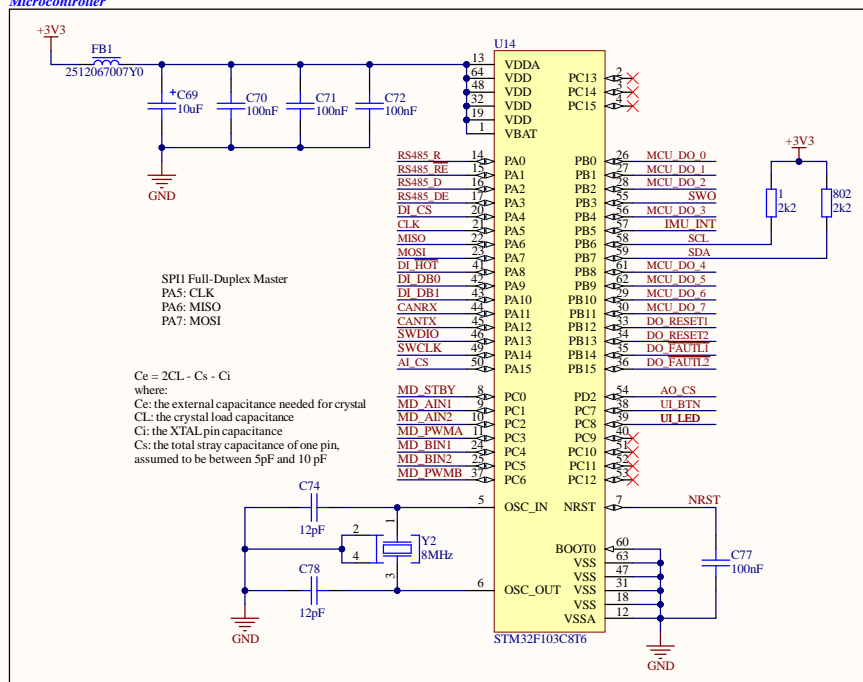 Microcontroller
+3V3
FB1
2512067007Y0
+
C69
10uF
C70
100nF
C71
100nF
C72
100nF
GND
U14
13 VDDA
64 VDD
48 VDD
32 VDD
19 VDD
1 VBAT
PC13 2
PC14 3
PC15 4
RS485_R 14 PA0
RS485_RE 15 PA1
RS485_D 16 PA2
RS485_DE 17 PA3
DI_CS 20 PA4
CLK 21 PA5
MISO 22 PA6
MOSI 23 PA7
DI_HOT 41 PA8
DI_DB0 42 PA9
DI_DB1 43 PA10
CANRX 44 PA11
CANTX 45 PA12
SWDIO 46 PA13
SWCLK 49 PA14
AI_CS 50 PA15
PB0 26 MCU_DO_0
PB1 27 MCU_DO_1
PB2 28 MCU_DO_2
PB3 55 SWO
PB4 56 MCU_DO_3
PB5 57 IMU_INT
PB6 58 SCL
PB7 59 SDA
PB8 61 MCU_DO_4
PB9 62 MCU_DO_5
PB10 29 MCU_DO_6
PB11 30 MCU_DO_7
PB12 33 DO_RESET1
PB13 34 DO_RESET2
PB14 35 DO_FAUTL1
PB15 36 DO_FAUTL2
+3V3
1
2k2
802
2k2
SPI1 Full-Duplex Master
PA5: CLK
PA6: MISO
PA7: MOSI
Ce = 2CL - Cs - Ci
where:
Ce: the external capacitance needed for crystal
CL: the crystal load capacitance
Ci: the XTAL pin capacitance
Cs: the total stray capacitance of one pin,
assumed to be between 5pF and 10 pF
MD_STBY 8 PC0
MD_AIN1 9 PC1
MD_AIN2 10 PC2
MD_PWMA 11 PC3
MD_BIN1 24 PC4
MD_BIN2 25 PC5
MD_PWMB 37 PC6
PD2 54 AO_CS
PC7 38 UI_BTN
PC8 39 UI_LED
PC9 40
PC10 51
PC11 52
PC12 53
C74
12pF
5 OSC_IN
NRST 7 NRST
1
2
4
3
Y2
8MHz
C78
12pF
6 OSC_OUT
GND
BOOT0 60
VSS 63
VSS 47
VSS 31
VSS 18
VSSA 12
C77
100nF
GND
STM32F103C8T6